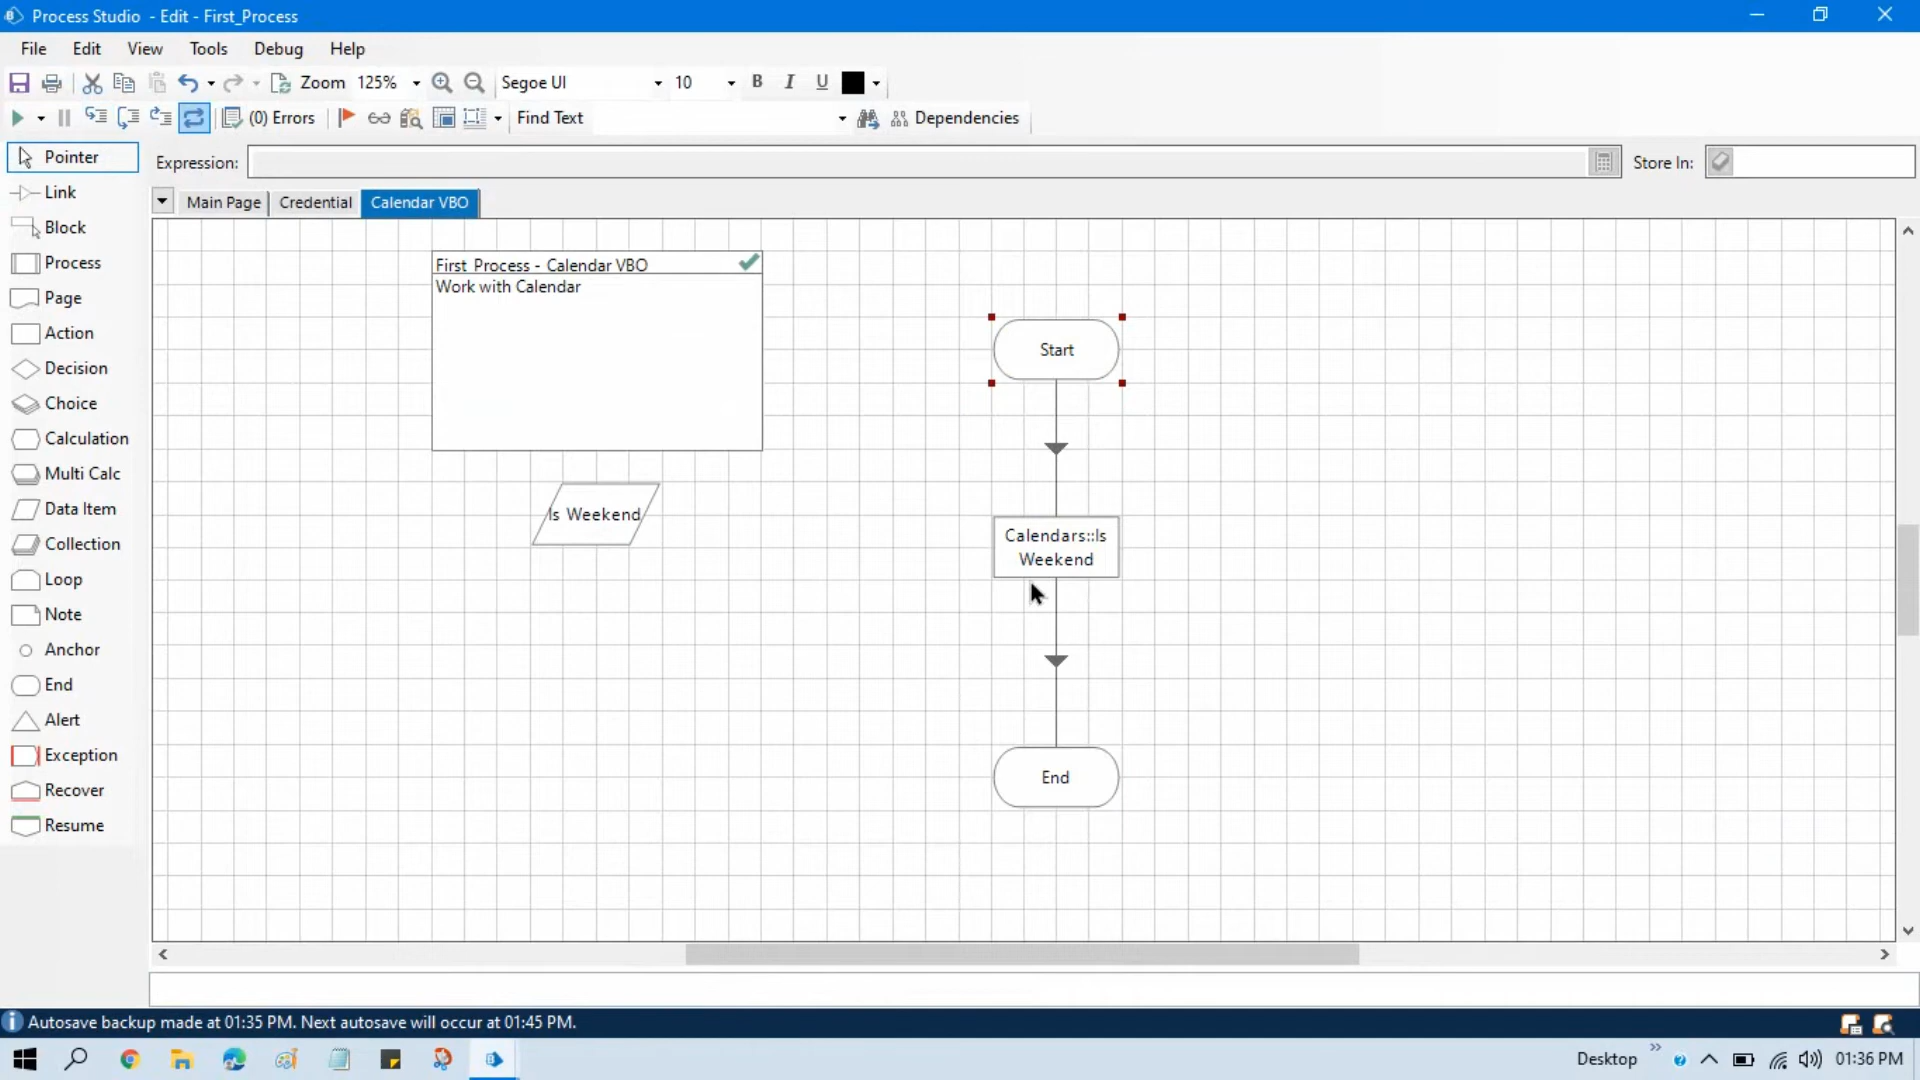 Process Studio - Edit - First_Process
File Edit View Tools Debug Help
Zoom 125% Segoe UI 10 B I U
(0) Errors Find Text Dependencies
Pointer
Expression: Store In:
Link
Main Page Credential Calendar VBO
Block
Process
Page
Action
Decision
Choice
Calculation
Multi Calc
Data Item
Collection
Loop
Note
Anchor
End
Alert
Exception
Recover
Resume
First Process - Calendar VBO
Work with Calendar
Is Weekend
Start
Calendars::Is
Weekend
End
Autosave backup made at 01:35 PM. Next autosave will occur at 01:45 PM.
Desktop 01:36 PM